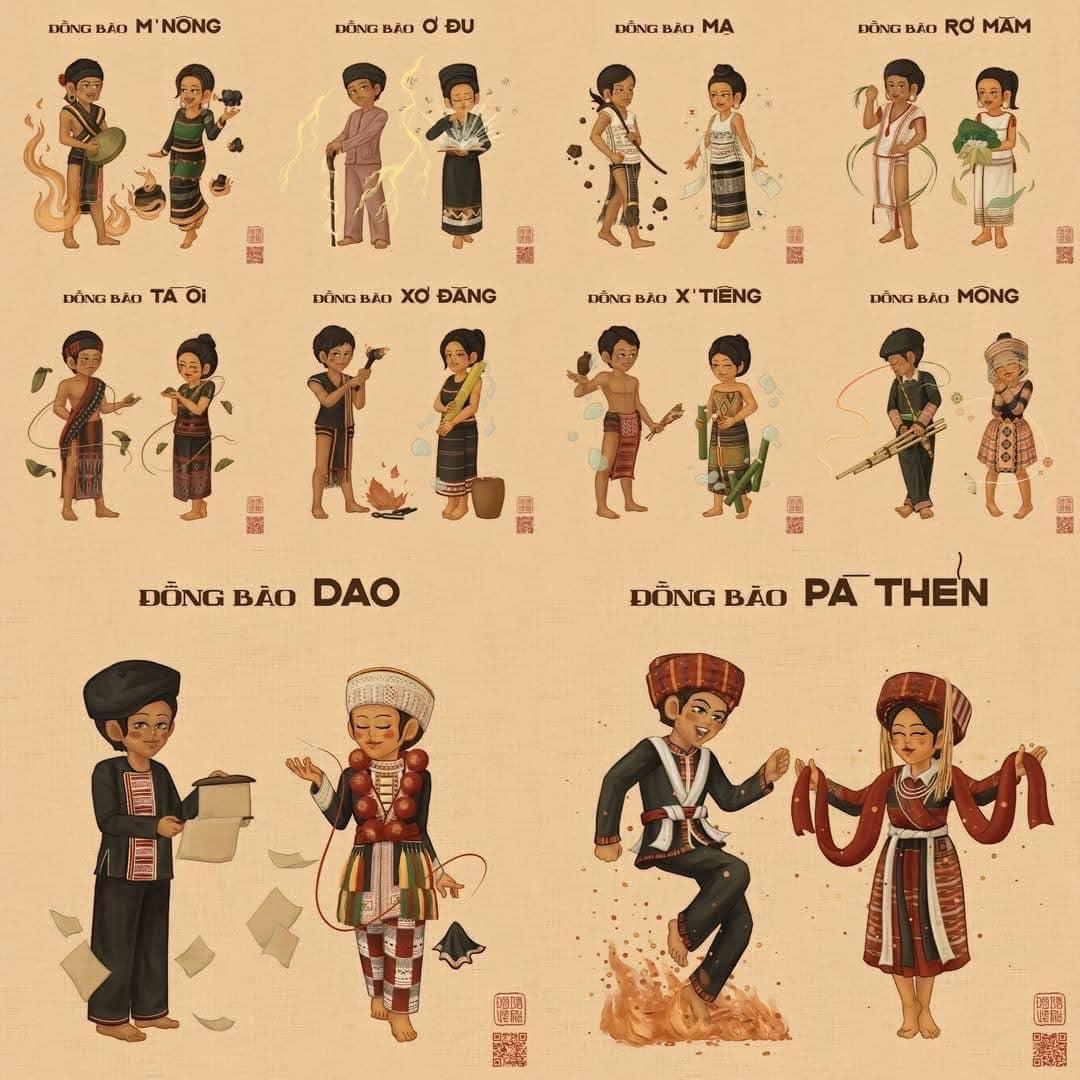 ĐỒNG BÀO M'NÔNG
ĐỒNG BÀO Ơ ĐU
ĐỒNG BÀO MẠ
ĐỒNG BÀO RƠ MĂM
ĐỒNG BÀO TÀ ÔI
ĐỒNG BÀO XƠ ĐĂNG
ĐỒNG BÀO X'TIÊNG
ĐỒNG BÀO MÔNG
ĐỒNG BÀO DAO
ĐỒNG BÀO PÀ THẺN